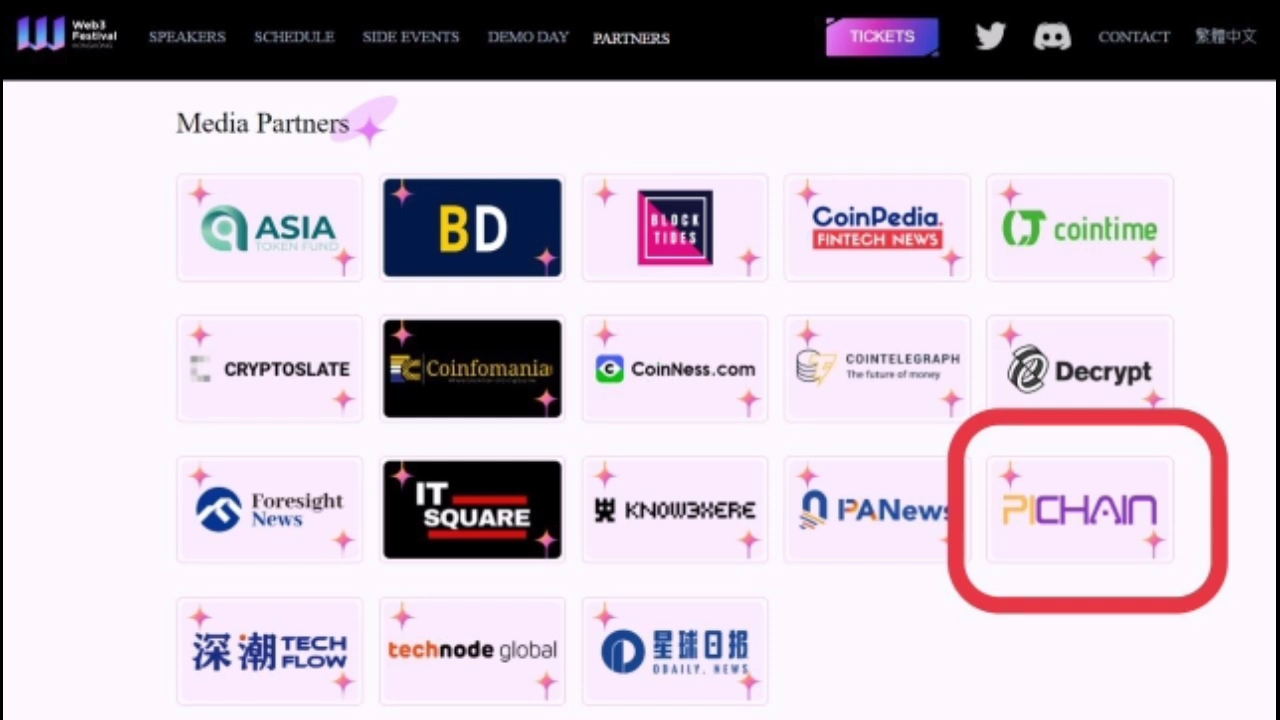 Web3
Festival
HONGKONG
SPEAKERS
SCHEDULE
SIDE EVENTS
DEMO DAY
PARTNERS
TICKETS
CONTACT
繁體中文
Media Partners
ASIA
TOKEN FUND
BD
BLOCK
TIDES
CoinPedia.
FINTECH NEWS
cointime
CRYPTOSLATE
Coinfomania
CoinNess.com
COINTELEGRAPH
The future of money
Decrypt
Foresight
News
IT
SQUARE
KNOW3HERE
PANews
PICHAIN
深潮 TECH
FLOW
technode global
星球日报
ODAILY. NEWS